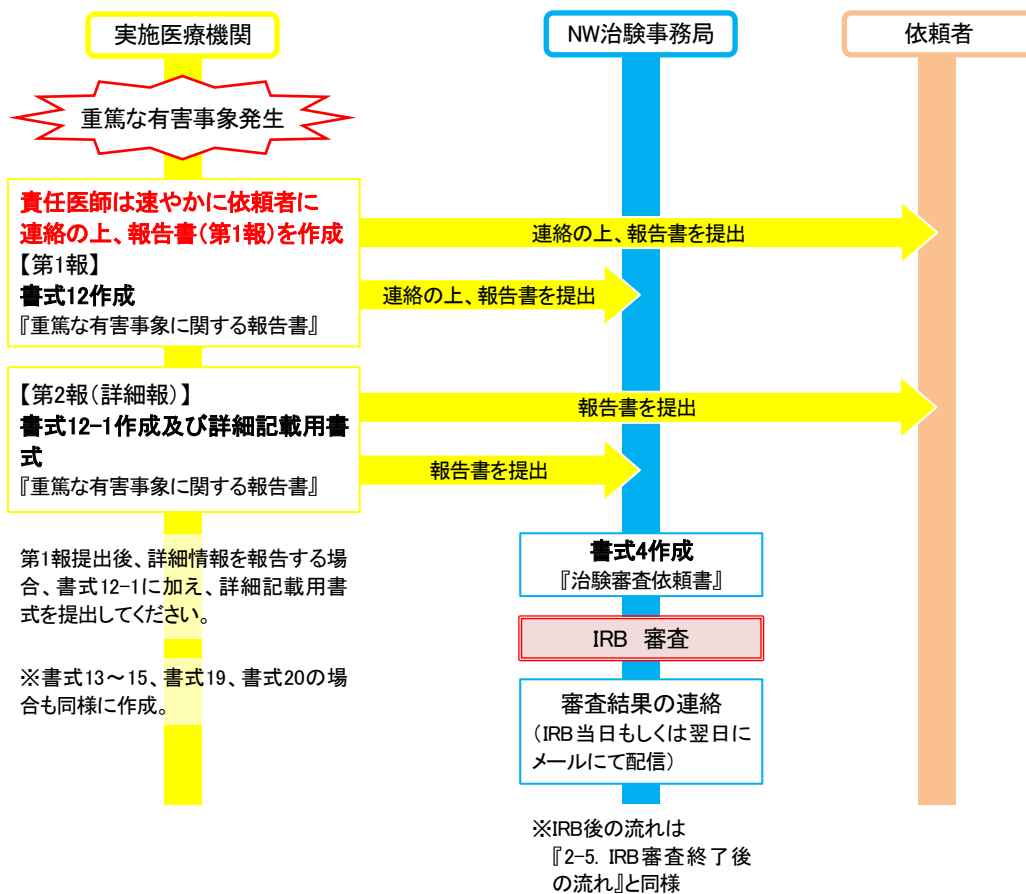 実施医療機関
NW治験事務局
依頼者
重篤な有害事象発生
責任医師は速やかに依頼者に
連絡の上、報告書(第1報)を作成
【第1報】
書式12作成
『重篤な有害事象に関する報告書』
連絡の上、報告書を提出
連絡の上、報告書を提出
【第2報(詳細報)】
書式12-1作成及び詳細記載用書
式
『重篤な有害事象に関する報告書』
報告書を提出
報告書を提出
第1報提出後、詳細情報を報告する場
合、書式12-1に加え、詳細記載用書
式を提出してください。
※書式13～15、書式19、書式20の場
合も同様に作成。
書式4作成
『治験審査依頼書』
IRB 審査
審査結果の連絡
(IRB当日もしくは翌日に
メールにて配信)
※IRB後の流れは
『2-5. IRB審査終了後
の流れ』と同様